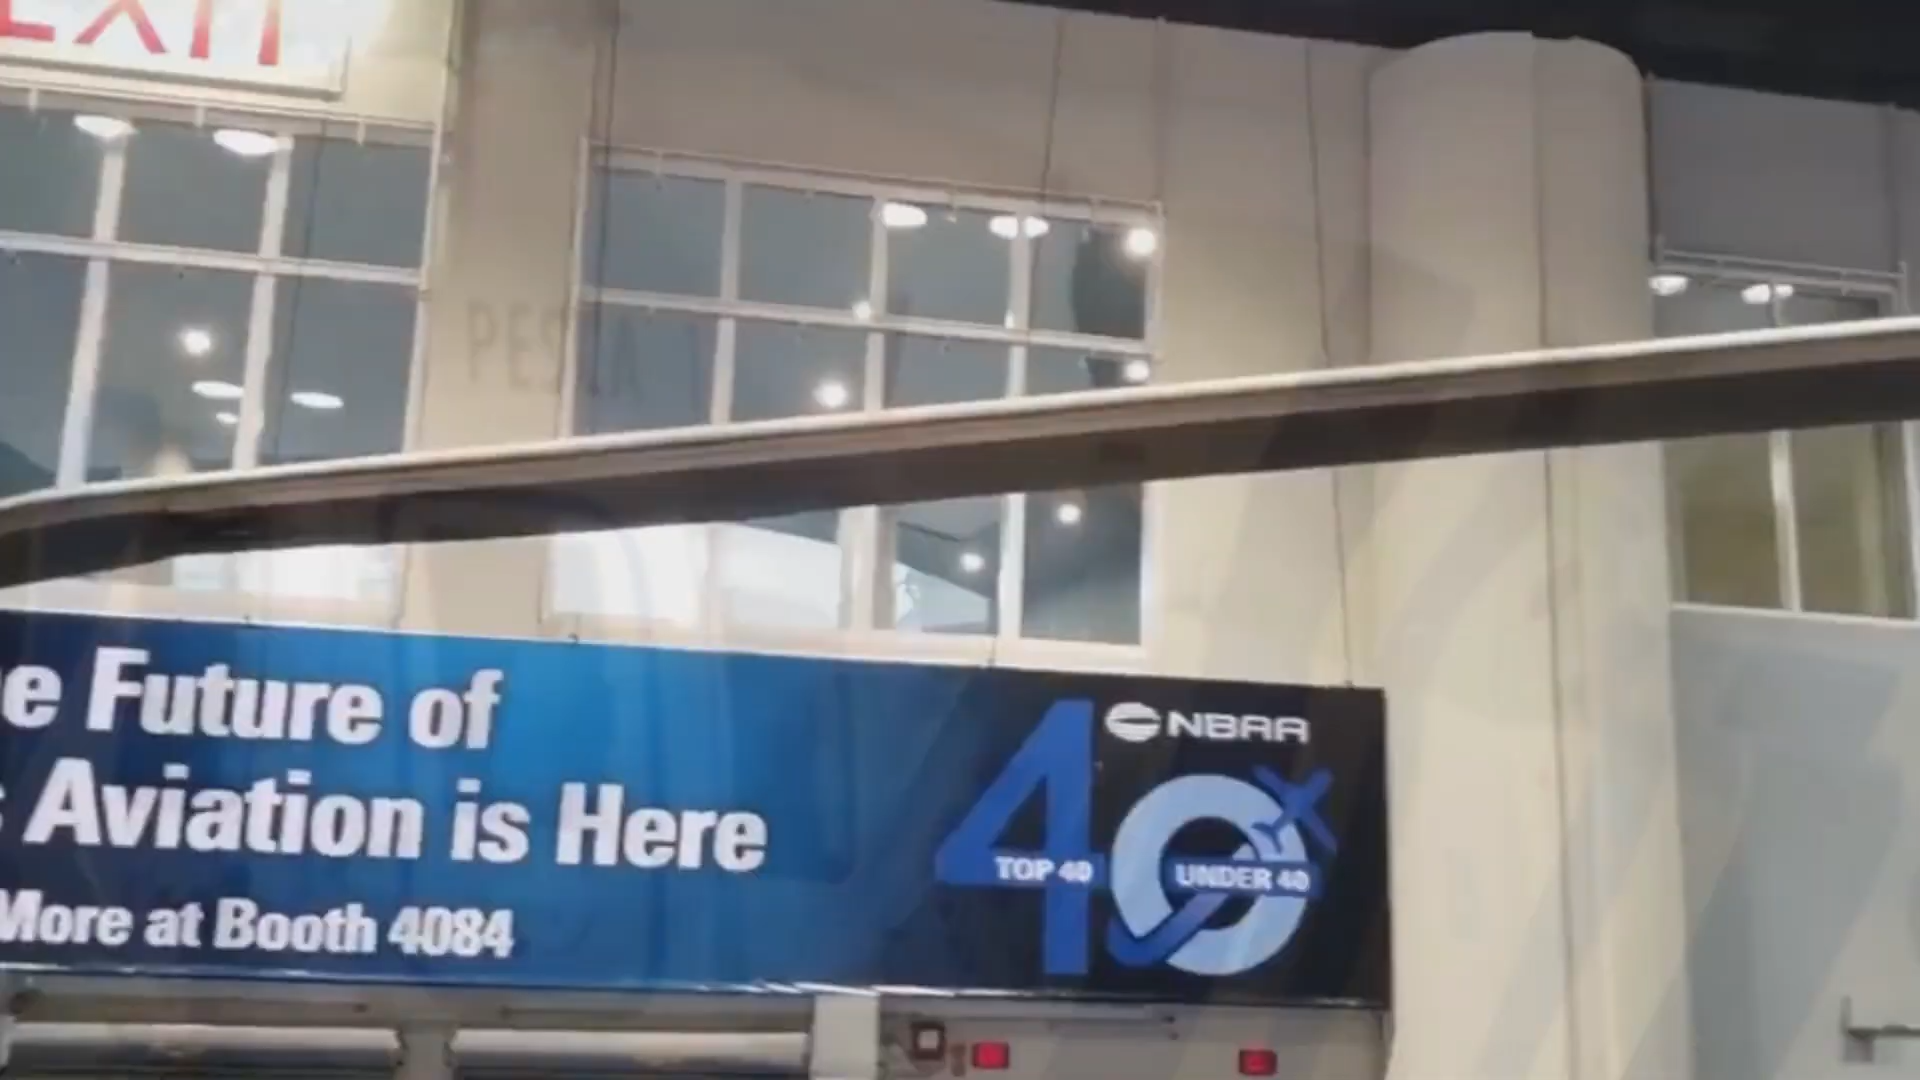 EXIT
e Future of
s Aviation is Here
More at Booth 4084
NBAA
TOP 40
UNDER 40
40